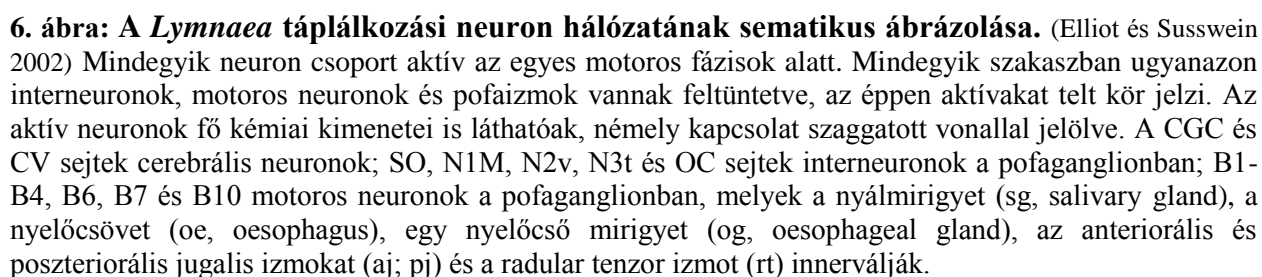 6. ábra: A Lymnaea táplálkozási neuron hálózatának sematikus ábrázolása. (Elliot és Susswein
2002) Mindegyik neuron csoport aktív az egyes motoros fázisok alatt. Mindegyik szakaszban ugyanazon
interneuronok, motoros neuronok és pofaizmok vannak feltüntetve, az éppen aktívakat telt kör jelzi. Az
aktív neuronok fő kémiai kimenetei is láthatóak, némely kapcsolat szaggatott vonallal jelölve. A CGC és
CV sejtek cerebrális neuronok; SO, N1M, N2v, N3t és OC sejtek interneuronok a pofaganglionban; B1-
B4, B6, B7 és B10 motoros neuronok a pofaganglionban, melyek a nyálmirigyet (sg, salivary gland), a
nyelőcsövet (oe, oesophagus), egy nyelőcső mirigyet (og, oesophageal gland), az anteriorális és
poszteriorális jugalis izmokat (aj; pj) és a radular tenzor izmot (rt) innerválják.